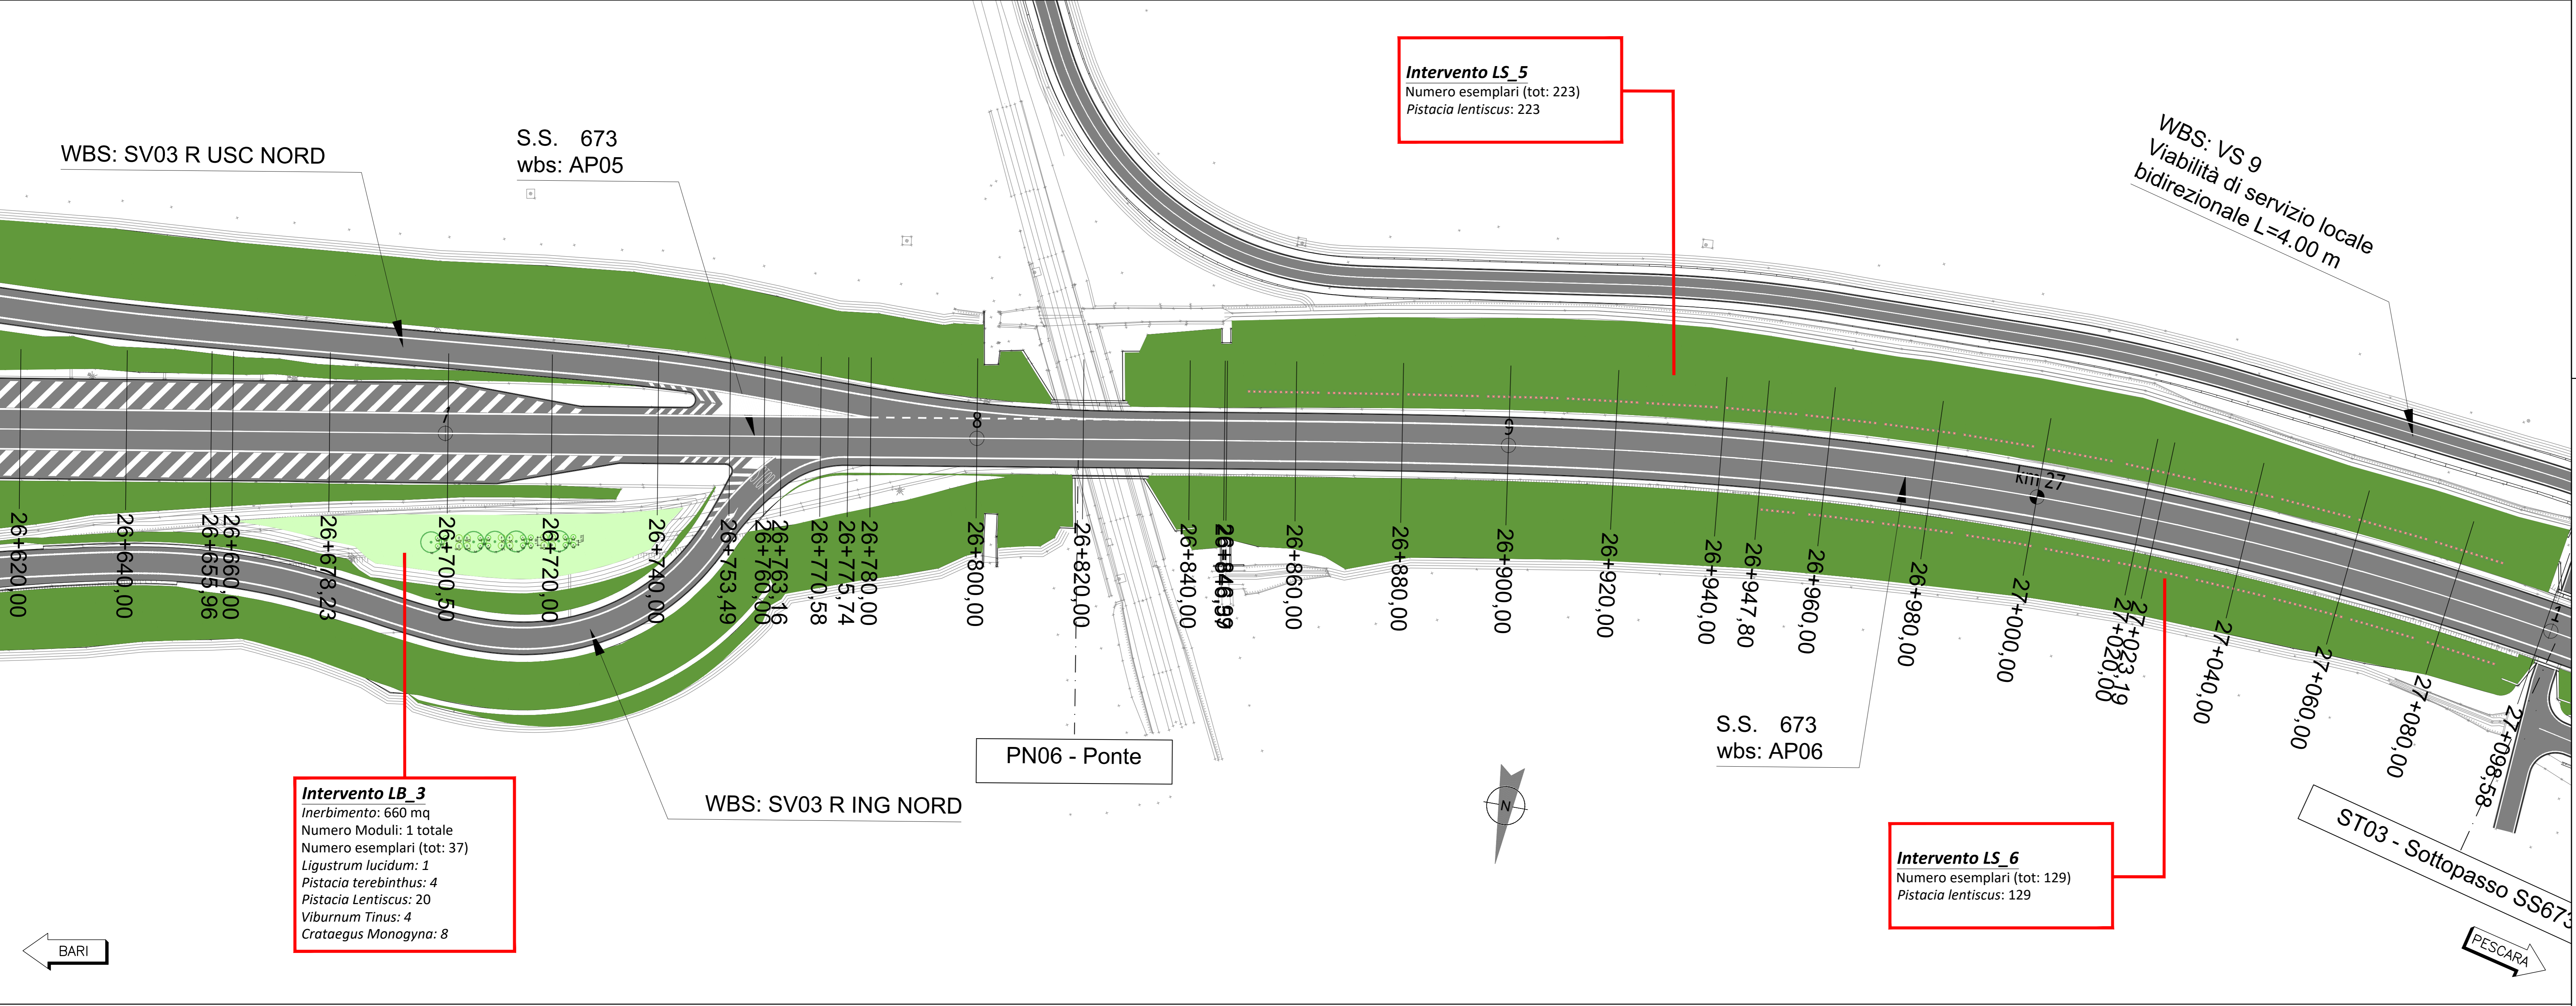 Intervento LS_5
Numero esemplari (tot: 223)
Pistacia lentiscus: 223
WBS: SV03 R USC NORD
S.S. 673
wbs: AP05
WBS: VS 9
Viabilità di servizio locale
bidirezionale L=4.00 m
7
8
9
km 27
1
26+620,00
26+640,00
26+655,96
26+660,00
26+678,23
26+700,50
26+720,00
26+740,00
26+753,49
26+760,00
26+763,16
26+770,58
26+775,74
26+780,00
26+800,00
26+820,00
26+840,00
26+860,00
26+880,00
26+900,00
26+920,00
26+940,00
26+947,80
26+960,00
26+980,00
27+000,00
27+020,00
27+023,19
27+040,00
27+060,00
27+080,00
27+098,58
S.S. 673
wbs: AP06
PN06 - Ponte
WBS: SV03 R ING NORD
N
Intervento LB_3
Inerbimento: 660 mq
Numero Moduli: 1 totale
Numero esemplari (tot: 37)
Ligustrum lucidum: 1
Pistacia terebinthus: 4
Pistacia Lentiscus: 20
Viburnum Tinus: 4
Crataegus Monogyna: 8
Intervento LS_6
Numero esemplari (tot: 129)
Pistacia lentiscus: 129
ST03 - Sottopasso SS673
BARI
PESCARA